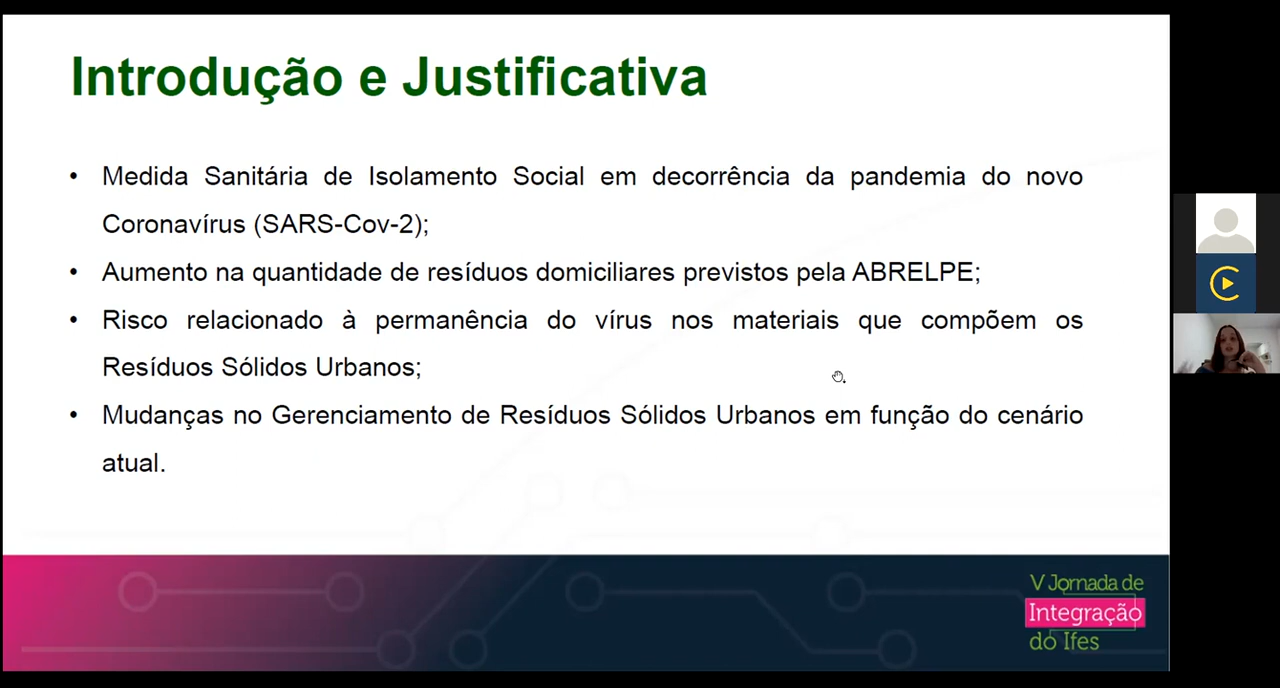 Introdução e Justificativa
• Medida Sanitária de Isolamento Social em decorrência da pandemia do novo
Coronavírus (SARS-Cov-2);
• Aumento na quantidade de resíduos domiciliares previstos pela ABRELPE;
• Risco relacionado à permanência do vírus nos materiais que compõem os
Resíduos Sólidos Urbanos;
• Mudanças no Gerenciamento de Resíduos Sólidos Urbanos em função do cenário
atual.
V Jornada de
Integração
do Ifes